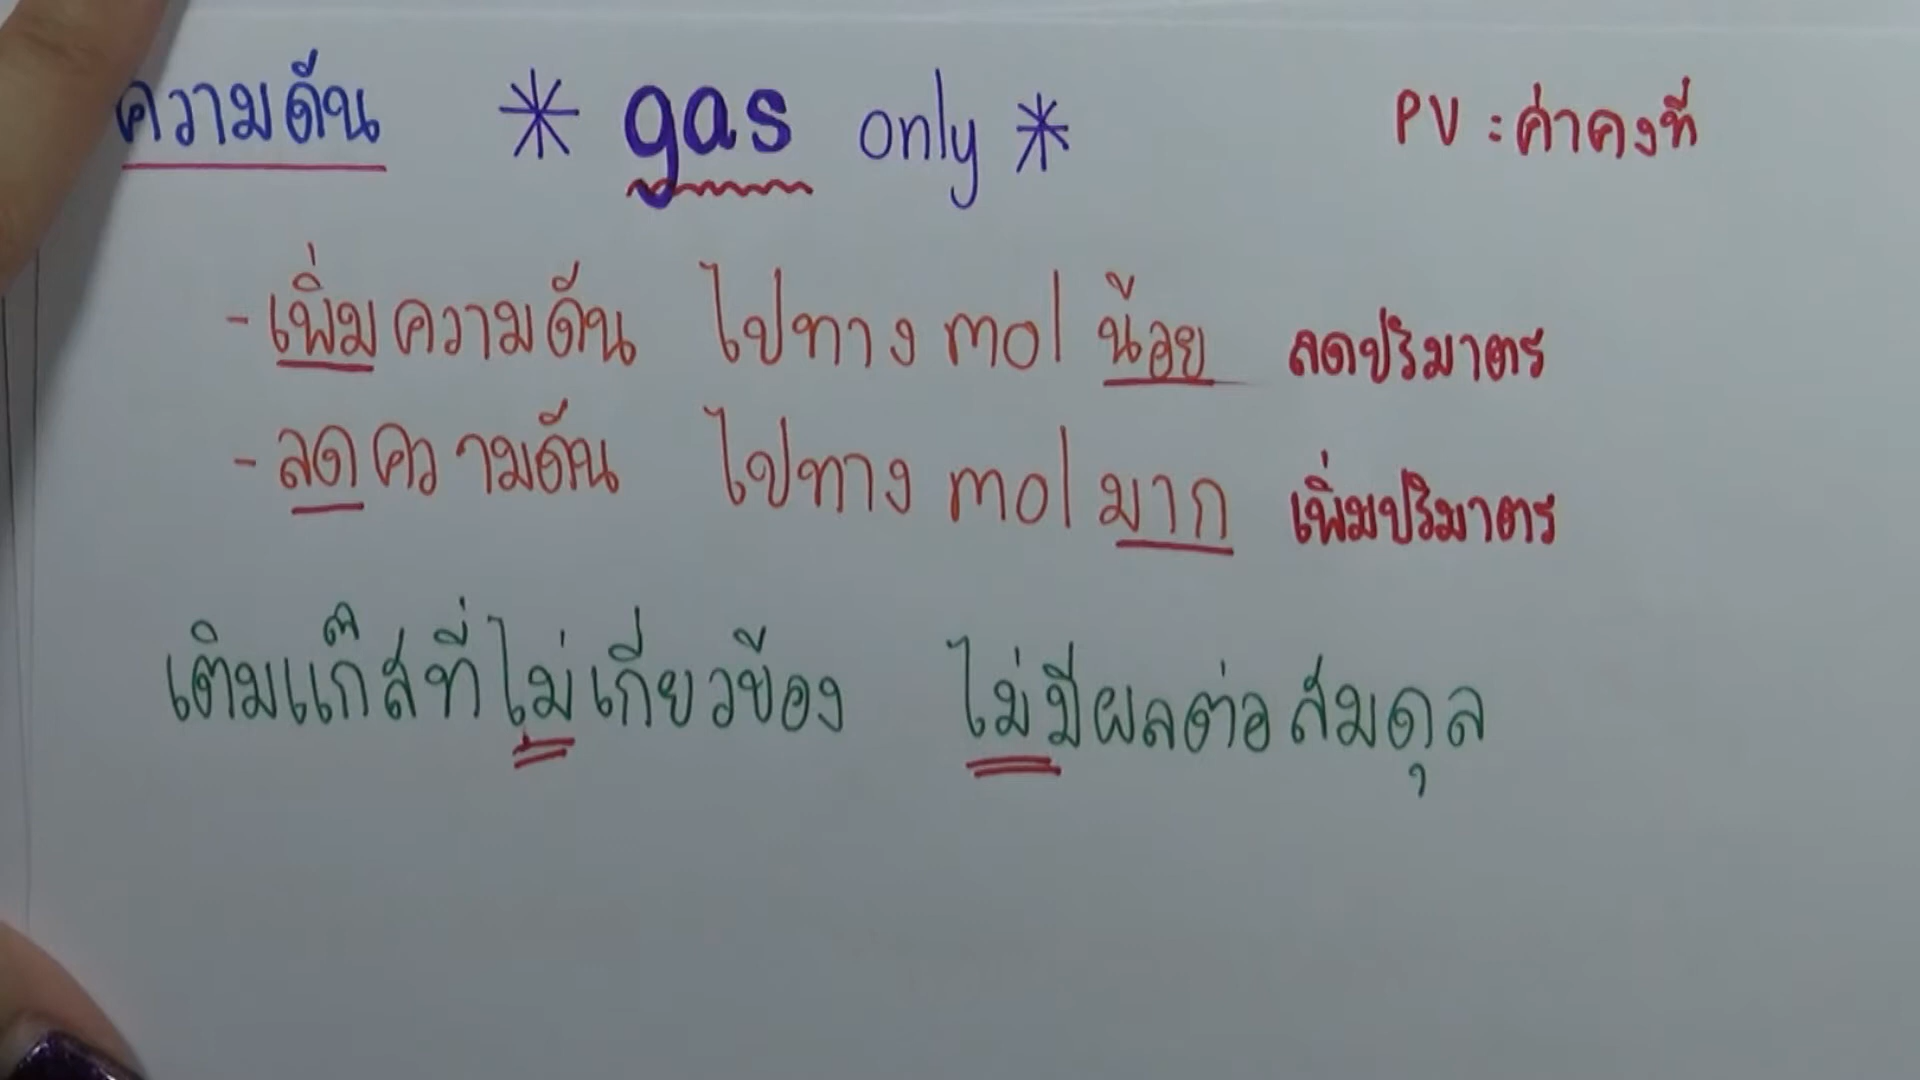 ความดัน * gas only * PV : ค่าคงที่
- เพิ่มความดัน ไปทาง mol น้อย ลดปริมาตร
- ลดความดัน ไปทาง mol มาก เพิ่มปริมาตร
เติมแก๊สที่ไม่เกี่ยวข้อง ไม่มีผลต่อสมดุล